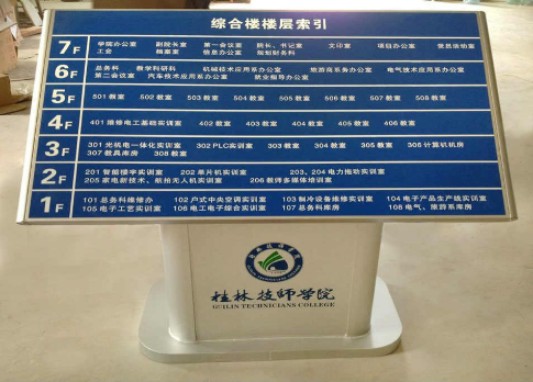 综合楼楼层索引
7F 学院办公室 副院长室 第一会议室 院长、书记室 文印室 项目办公室 党员活动室
工会 档案室 信息办公室 规划财务科
6F 总务科 教学科研科 机械技术应用系办公室 旅游商务系办公室 电气技术应用系办公室
第二会议室 汽车技术应用系办公室 就业指导办公室
5F 501教室 502教室 503教室 504教室 505教室 506教室 507教室 508教室
4F 401维修电工基础实训室 402教室 403教室 404教室 405教室 406教室
3F 301光机电一体化实训室 302PLC实训室 303教室 304教室 305教室 306计算机机房
307教具库房 308教室
2F 201智能楼宇实训室 202单片机实训室 203、204电力拖动实训室
205家电新技术、航拍无人机实训室 206教师多媒体培训室
1F 101总务科维修办 102户式中央空调实训室 103制冷设备维修实训室 104电子产品生产线实训室
105电子工艺实训室 106电工电子综合实训室 107总务科库房 108电气、旅游系库房
桂林技师学院
GUILIN TECHNICIANS COLLEGE